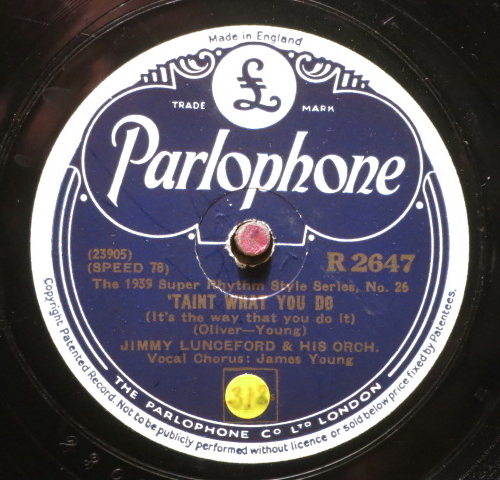 Made in England
£
TRADE MARK
Parlophone
(23905)
(SPEED 78)
R 2647
The 1939 Super Rhythm Style Series, No. 26
'TAINT WHAT YOU DO
(It's the way that you do it)
(Oliver—Young)
JIMMY LUNCEFORD & HIS ORCH.
Vocal Chorus: James Young
THE PARLOPHONE CO LTD LONDON
Copyright Patented Record. Not to be publicly performed without licence or sold below price fixed by Patentees.